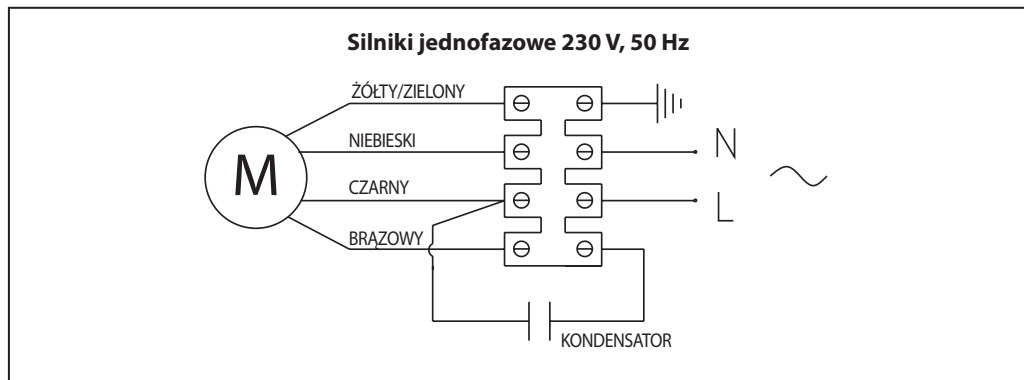 Silniki jednofazowe 230 V, 50 Hz
ŻÓŁTY/ZIELONY
NIEBIESKI
N
M
CZARNY
L
BRĄZOWY
KONDENSATOR